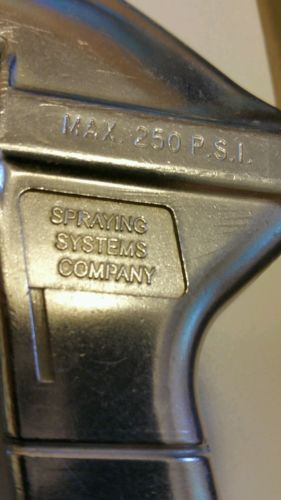 MAX. 250 P.S.I.
SPRAYING
SYSTEMS
COMPANY